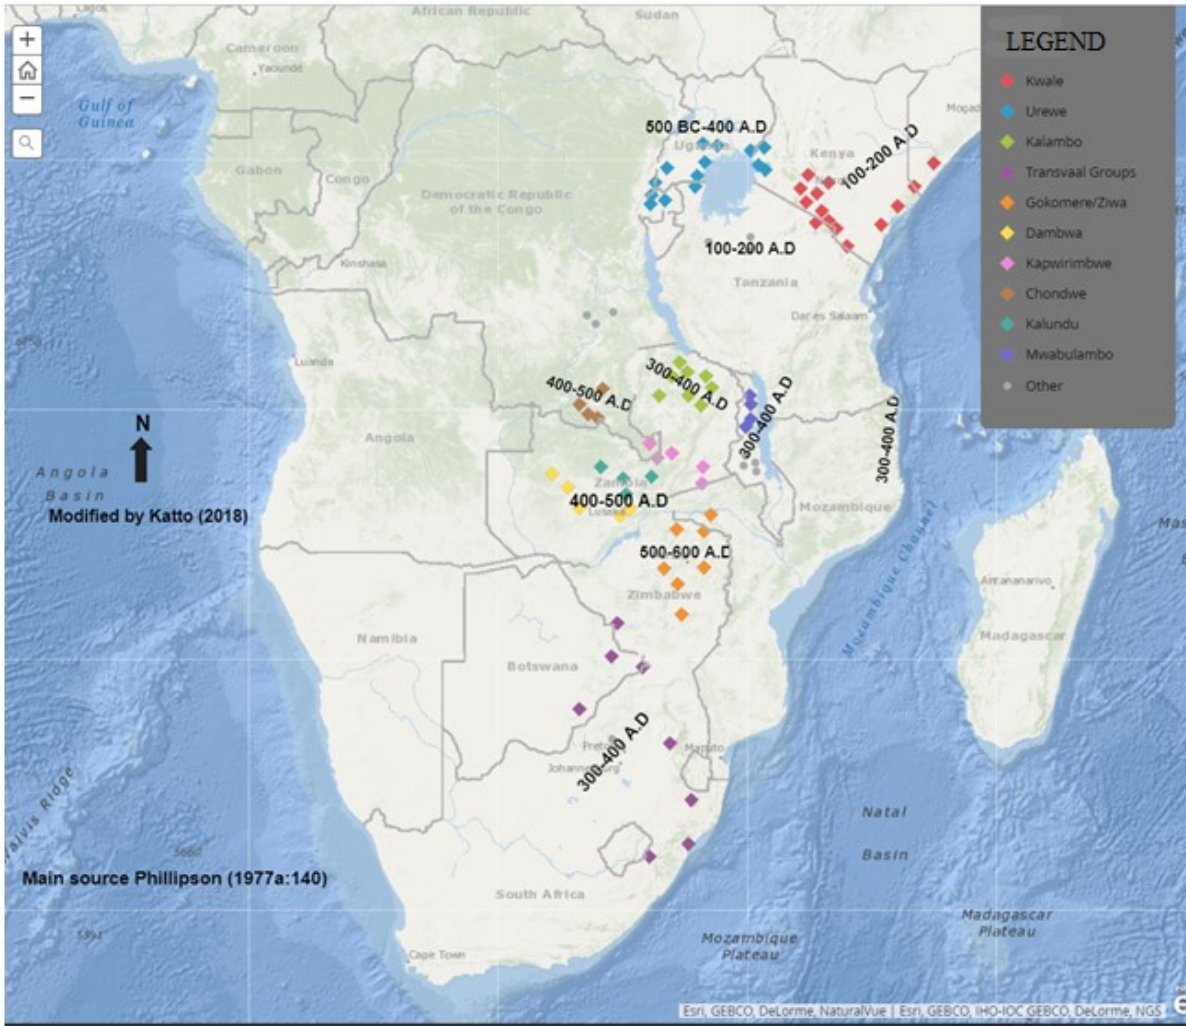 Lagos
African Republic
Sudan
LEGEND
Cameroon
Yaoundé
Gulf of
Guinea
Kwale
Urewe
Kalambo
Transvaal Groups
Gokomere/Ziwa
Dambwa
Kapwirimbwe
Chondwe
Kalundu
Mwabulambo
Other
Mogad
500 BC-400 A.D
Kenya
100-200 A.D
Gabon
Congo
Democratic Republic
of the Congo
100-200 A.D
Kinshasa
Tanzania
Dar es Salaam
Luanda
300-400 A.D
400-500 A.D
300-400 A.D
300-400 A.D
N
Angola
Angola
Basin
Modified by Katto (2018)
Zambia
400-500 A.D
Lusaka
Mozambique
500-600 A.D
Zimbabwe
Mozambique Channel
Antananarivo
Madagascar
Namibia
Botswana
300-400 A.D
Maputo
Natal
Basin
Main source Phillipson (1977a:140)
South Africa
Madagascar
Plateau
Mozambique
Plateau
Cape Town
Esri, GEBCO, DeLorme, NaturalVue | Esri, GEBCO, IHO-IOC GEBCO, DeLorme, NGS